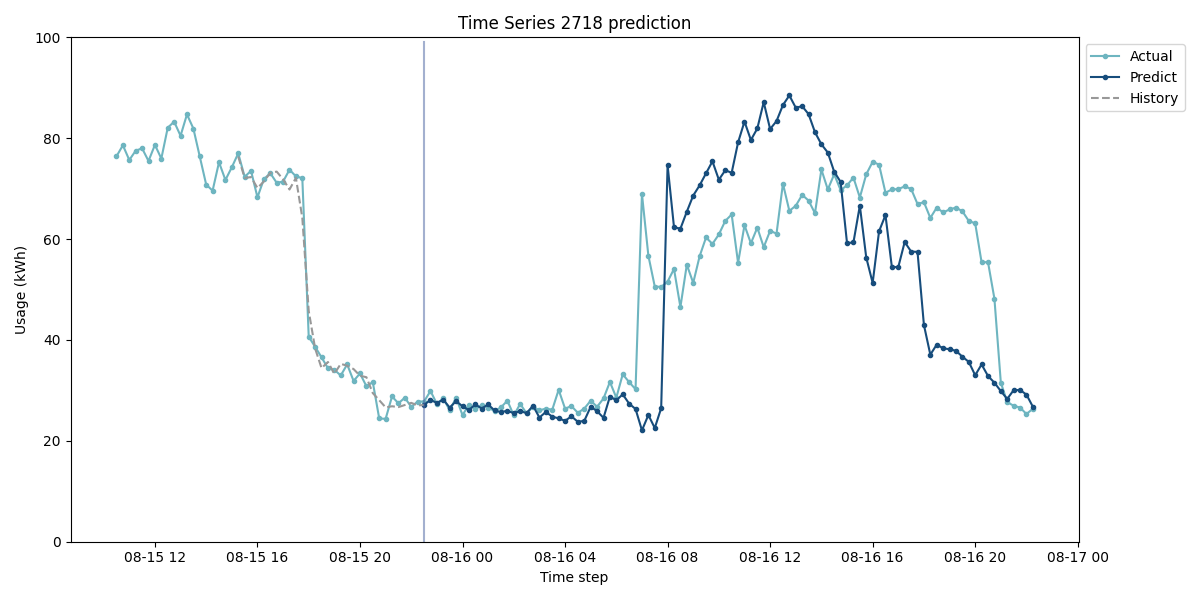 Time Series 2718 prediction
100
80
60
40
20
0
Usage (kWh)
08-15 12
08-15 16
08-15 20
08-16 00
08-16 04
08-16 08
08-16 12
08-16 16
08-16 20
08-17 00
Time step
Actual
Predict
History